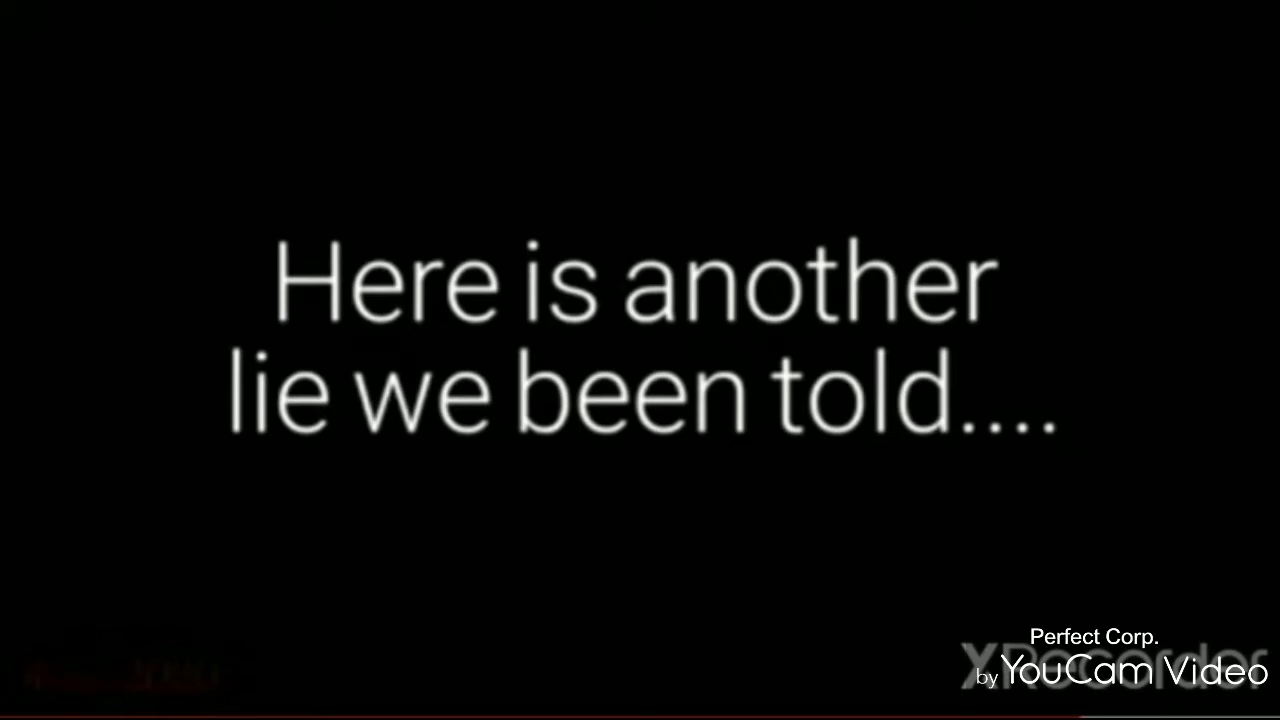 Here is another
lie we been told....
Perfect Corp.
XRecorder
by YouCam Video